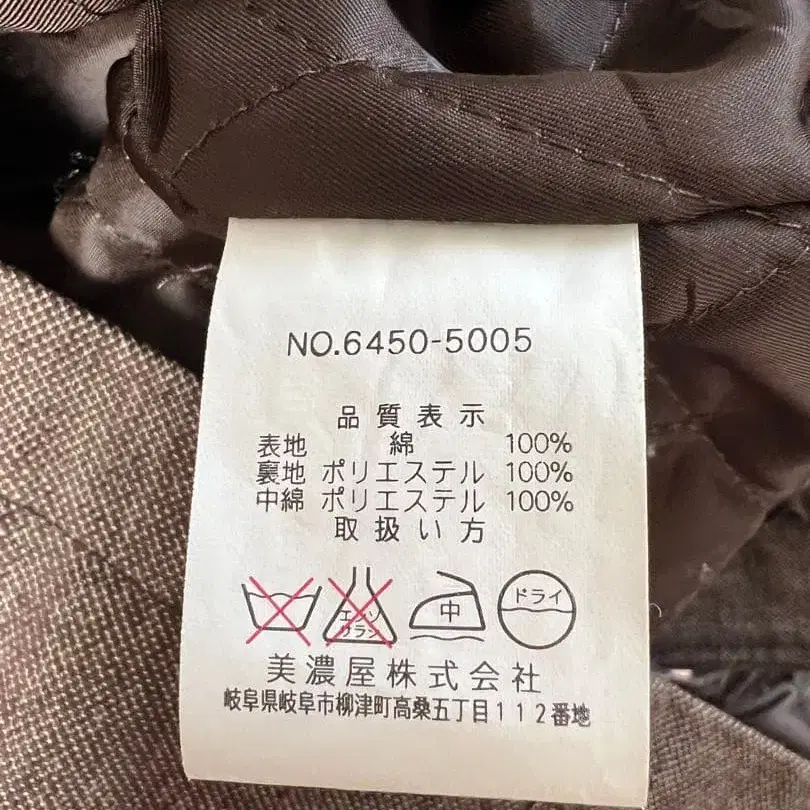 NO.6450-5005
品質表示
表地 綿 100%
裏地 ポリエステル 100%
中綿 ポリエステル 100%
取扱い方
エンソサラシ 中 ドライ
美濃屋株式会社
岐阜県岐阜市柳津町高桑五丁目112番地